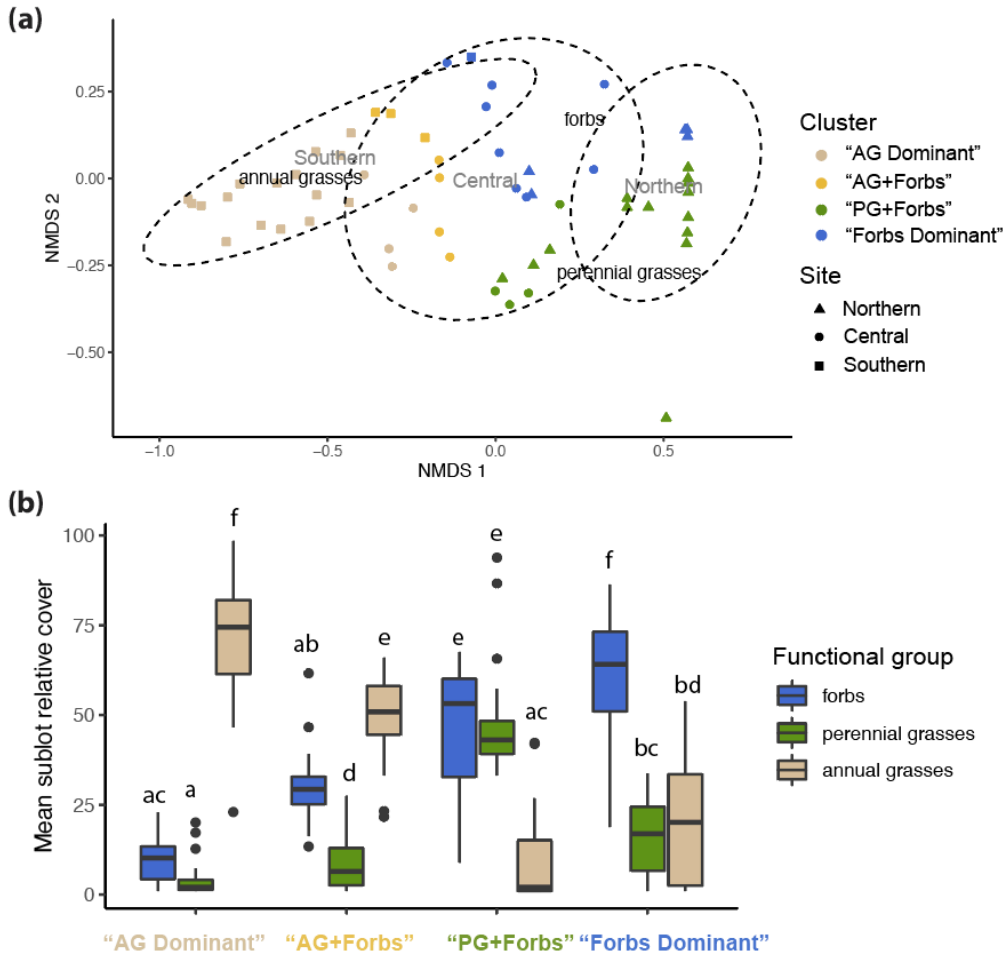 (a)
NMDS 2
0.25
0.00
−0.25
−0.50
−1.0
−0.5
0.0
0.5
NMDS 1
Southern
annual grasses
Central
forbs
Northern
perennial grasses
Cluster
“AG Dominant”
“AG+Forbs”
“PG+Forbs”
“Forbs Dominant”
Site
Northern
Central
Southern
(b)
Mean sublot relative cover
100
75
50
25
0
ac
a
f
ab
d
e
e
e
ac
f
bc
bd
“AG Dominant”
“AG+Forbs”
“PG+Forbs”
“Forbs Dominant”
Functional group
forbs
perennial grasses
annual grasses